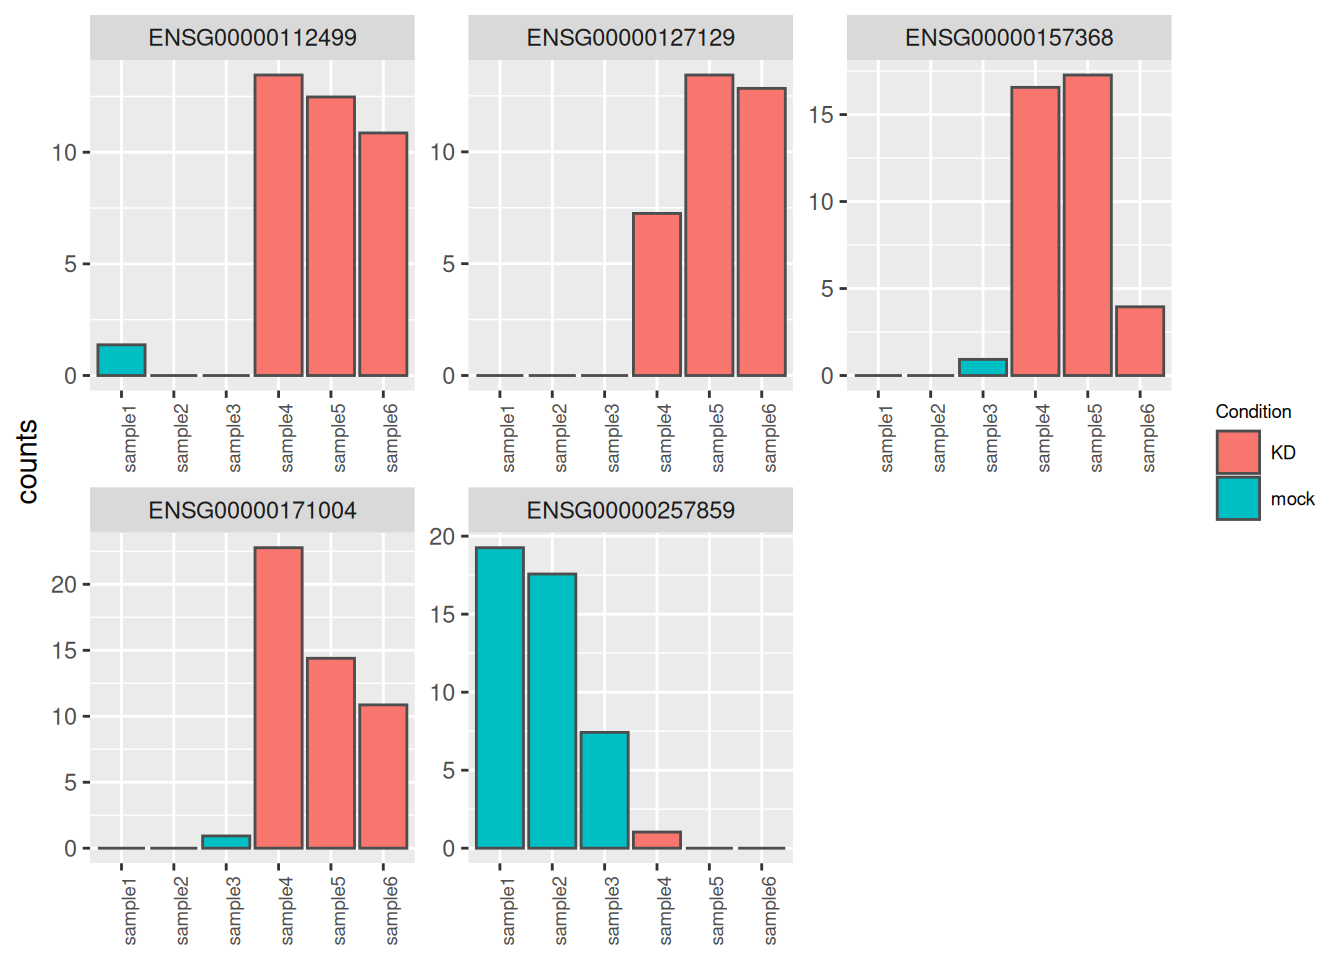 ENSG00000112499
10
5
0
sample1
sample2
sample3
sample4
sample5
sample6
ENSG00000127129
10
5
0
sample1
sample2
sample3
sample4
sample5
sample6
ENSG00000157368
15
10
5
0
sample1
sample2
sample3
sample4
sample5
sample6
counts
Condition
KD
mock
ENSG00000171004
20
15
10
5
0
sample1
sample2
sample3
sample4
sample5
sample6
ENSG00000257859
20
15
10
5
0
sample1
sample2
sample3
sample4
sample5
sample6